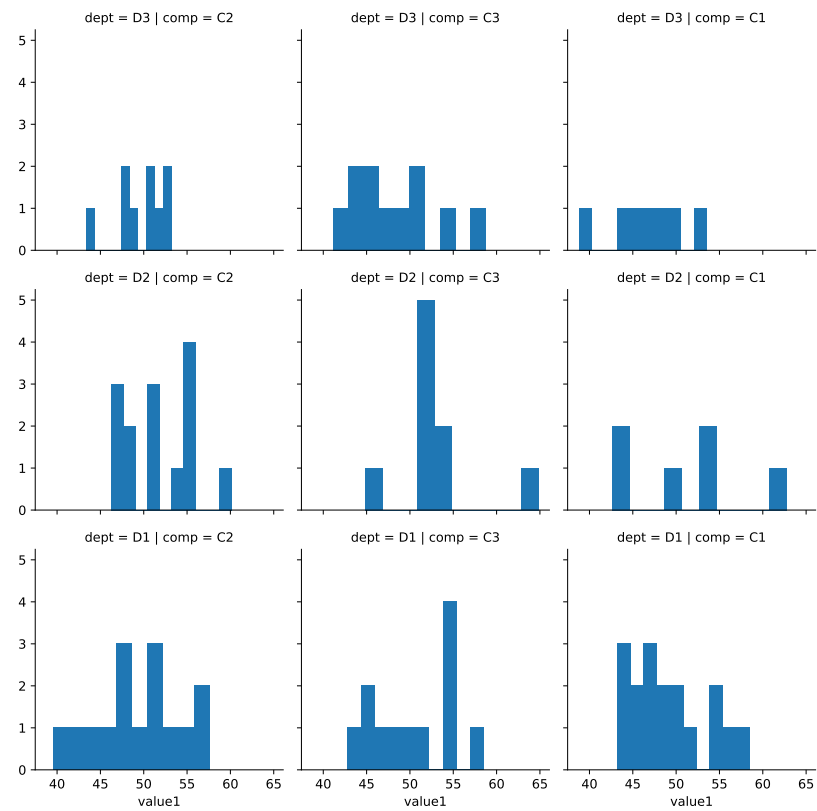 dept = D3 | comp = C2
dept = D3 | comp = C3
dept = D3 | comp = C1
5
4
3
2
1
0
dept = D2 | comp = C2
dept = D2 | comp = C3
dept = D2 | comp = C1
5
4
3
2
1
0
dept = D1 | comp = C2
dept = D1 | comp = C3
dept = D1 | comp = C1
5
4
3
2
1
0
40 45 50 55 60 65
40 45 50 55 60 65
40 45 50 55 60 65
value1
value1
value1